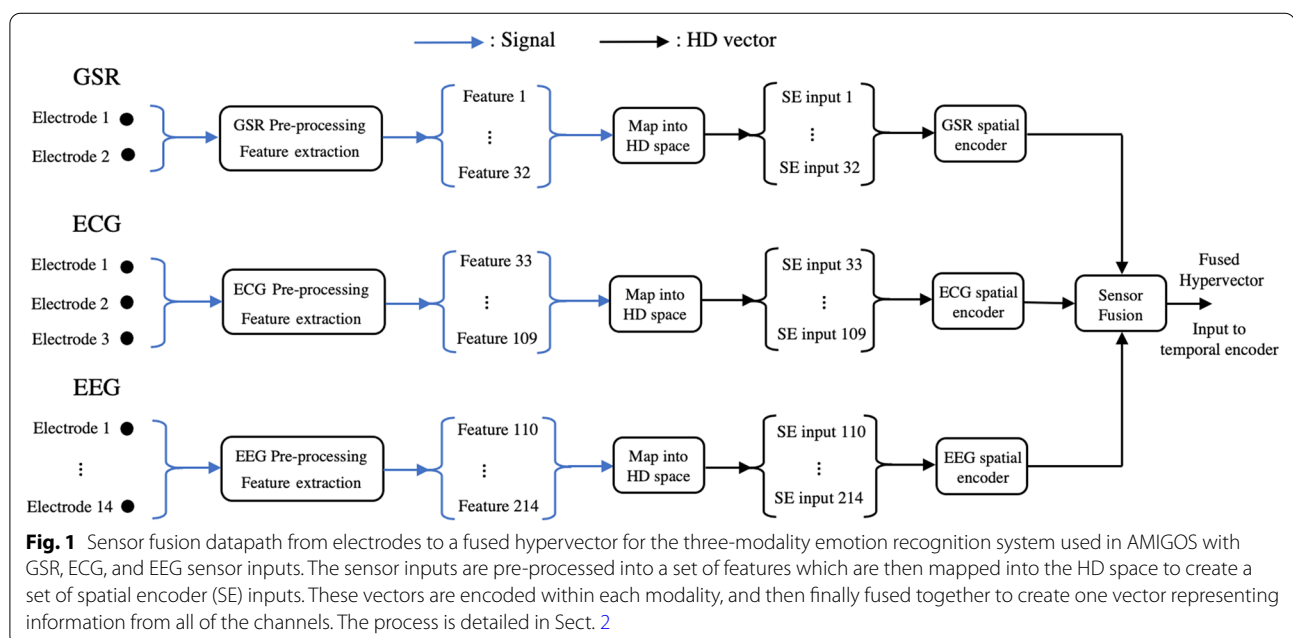 : Signal
: HD vector
GSR
Electrode 1
Electrode 2
GSR Pre-processing
Feature extraction
Feature 1
⋮
Feature 32
Map into
HD space
SE input 1
⋮
SE input 32
GSR spatial
encoder
ECG
Electrode 1
Electrode 2
Electrode 3
ECG Pre-processing
Feature extraction
Feature 33
⋮
Feature 109
Map into
HD space
SE input 33
⋮
SE input 109
ECG spatial
encoder
Sensor
Fusion
Fused
Hypervector
Input to
temporal encoder
EEG
Electrode 1
⋮
Electrode 14
EEG Pre-processing
Feature extraction
Feature 110
⋮
Feature 214
Map into
HD space
SE input 110
⋮
SE input 214
EEG spatial
encoder
Fig. 1 Sensor fusion datapath from electrodes to a fused hypervector for the three-modality emotion recognition system used in AMIGOS with
GSR, ECG, and EEG sensor inputs. The sensor inputs are pre-processed into a set of features which are then mapped into the HD space to create a
set of spatial encoder (SE) inputs. These vectors are encoded within each modality, and then finally fused together to create one vector representing
information from all of the channels. The process is detailed in Sect. 2